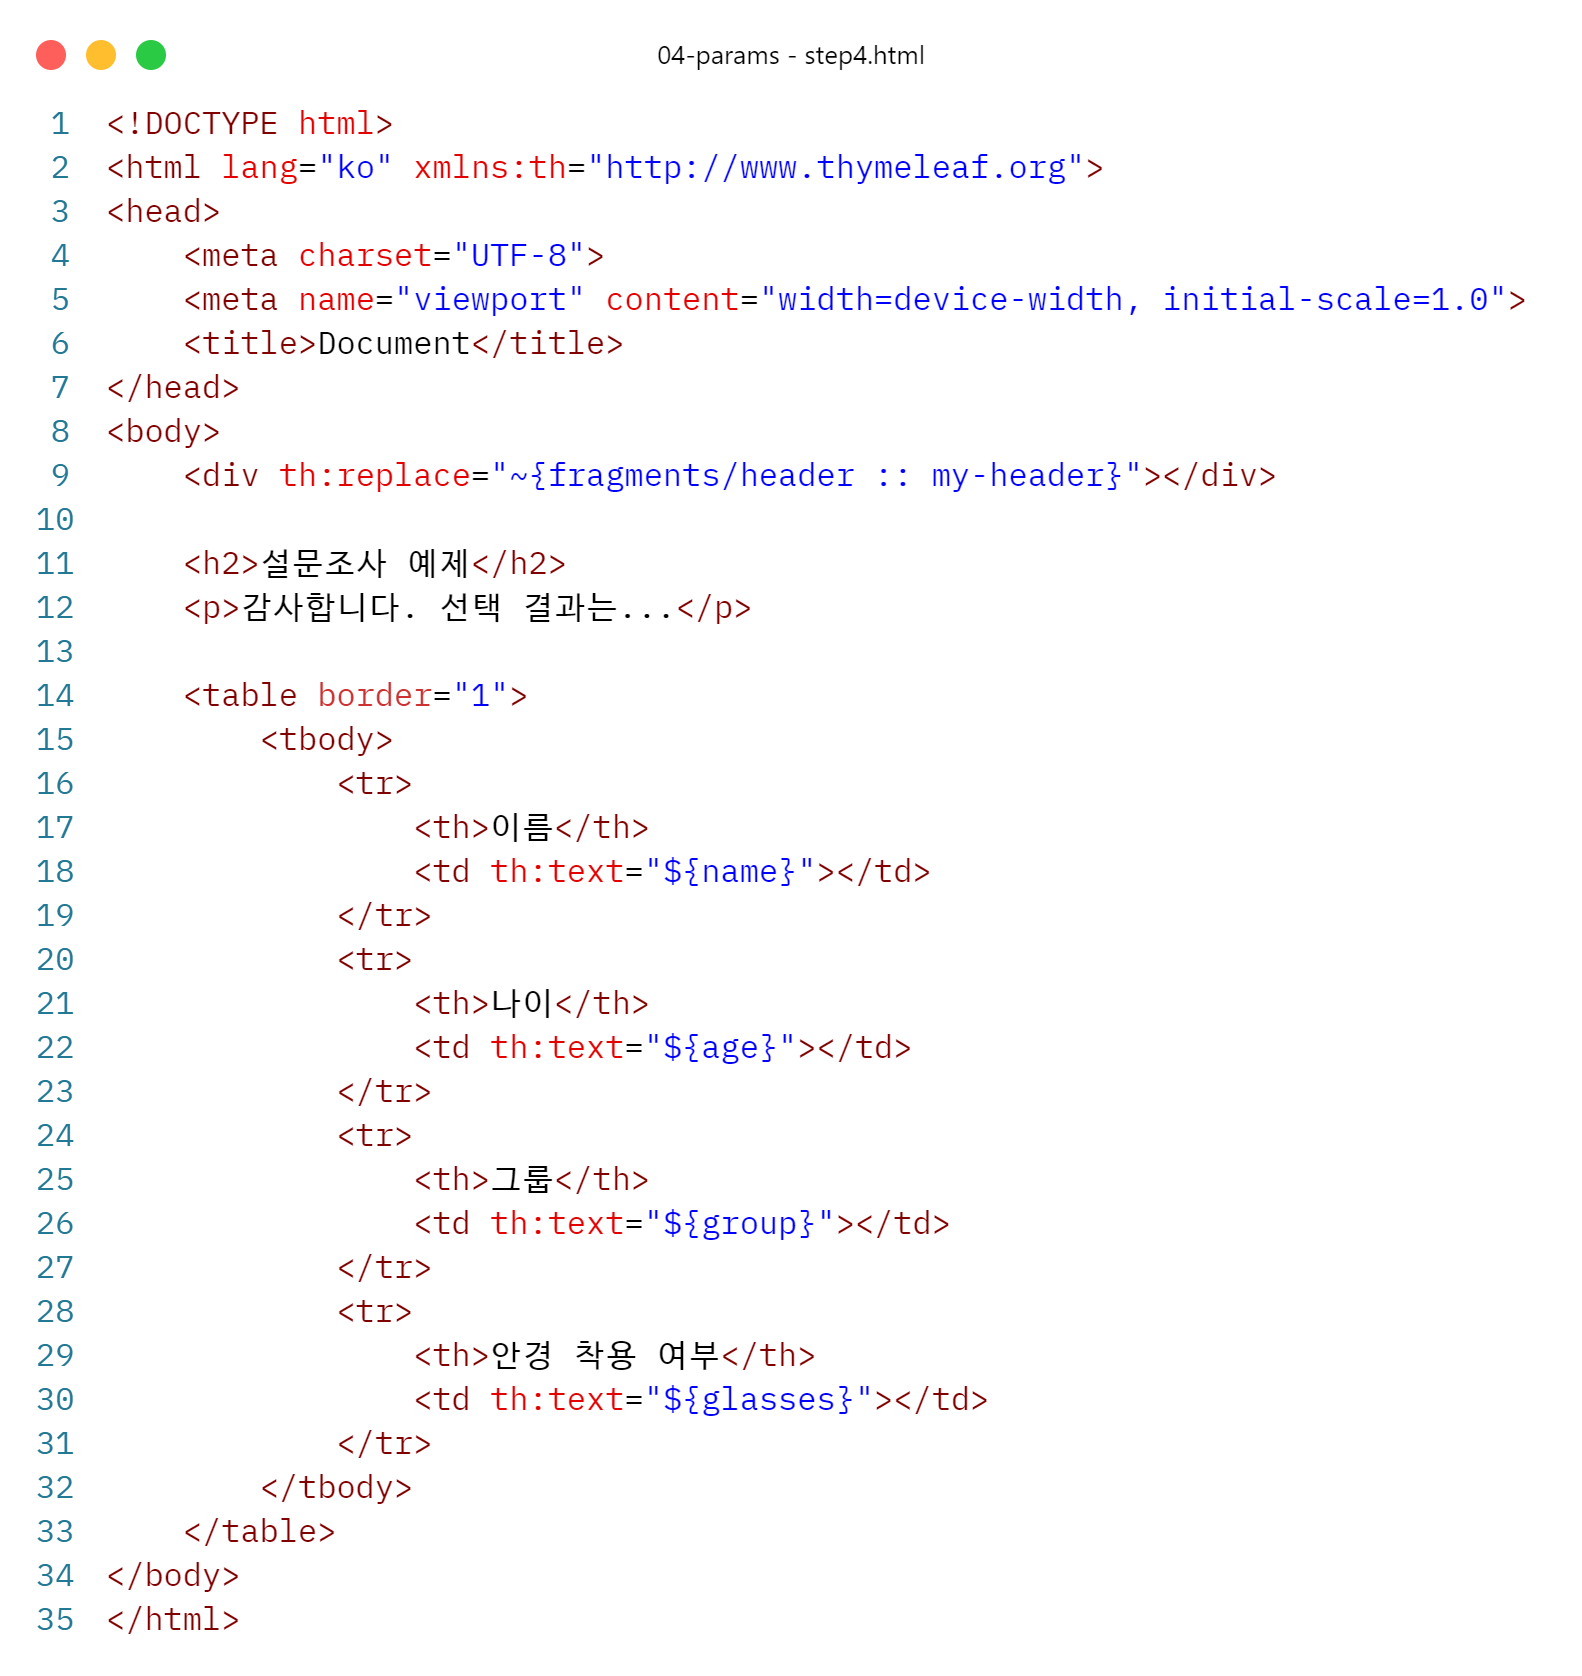 04-params - step4.html
1 <!DOCTYPE html>
2 <html lang="ko" xmlns:th="http://www.thymeleaf.org">
3 <head>
4     <meta charset="UTF-8">
5     <meta name="viewport" content="width=device-width, initial-scale=1.0">
6     <title>Document</title>
7 </head>
8 <body>
9     <div th:replace="~{fragments/header :: my-header}"></div>
10
11     <h2>설문조사 예제</h2>
12     <p>감사합니다. 선택 결과는...</p>
13
14     <table border="1">
15         <tbody>
16             <tr>
17                 <th>이름</th>
18                 <td th:text="${name}"></td>
19             </tr>
20             <tr>
21                 <th>나이</th>
22                 <td th:text="${age}"></td>
23             </tr>
24             <tr>
25                 <th>그룹</th>
26                 <td th:text="${group}"></td>
27             </tr>
28             <tr>
29                 <th>안경 착용 여부</th>
30                 <td th:text="${glasses}"></td>
31             </tr>
32         </tbody>
33     </table>
34 </body>
35 </html>